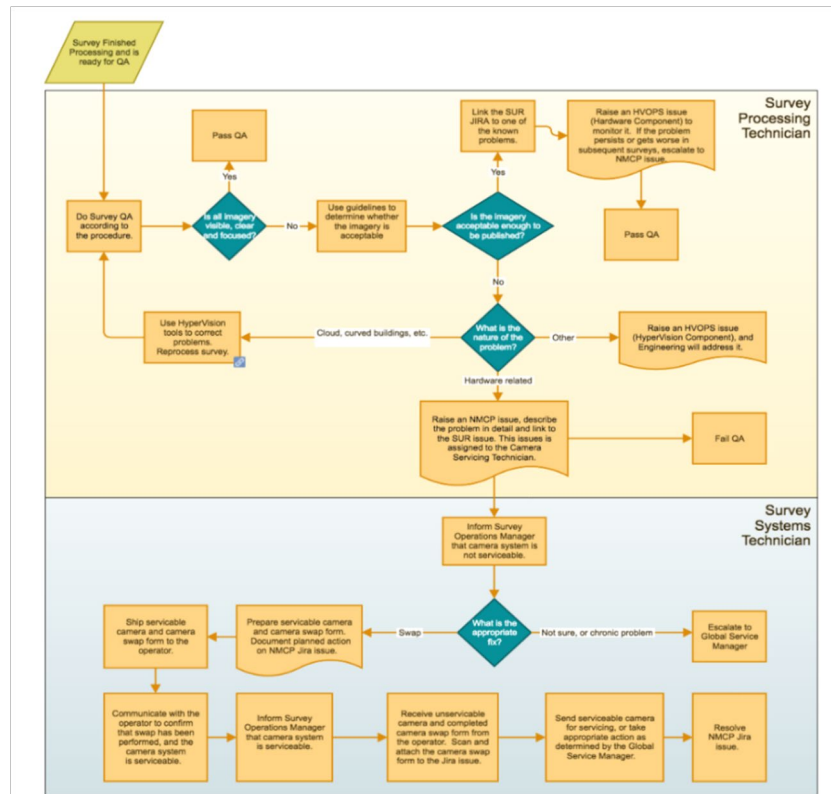 Survey Finished
Processing and is
ready for QA
Survey
Processing
Technician
Pass QA
Yes
Link the SUR
JIRA to one of
the known
problems.
Raise an HVOPS issue
(Hardware Component) to
monitor it. If the problem
persists or gets worse in
subsequent surveys, escalate to
NMCP issue.
Yes
Do Survey QA
according to
the procedure.
Is all imagery
visible, clear
and focused?
No
Use guidelines to
determine whether
the imagery is
acceptable
Is the imagery
acceptable enough to
be published?
Pass QA
No
Use HyperVision
tools to correct
problems.
Reprocess survey.
Cloud, curved buildings, etc.
What is the
nature of the
problem?
Other
Raise an HVOPS issue
(HyperVision Component), and
Engineering will address it.
Hardware related
Raise an NMCP issue, describe
the problem in detail and link to
the SUR issue. This issues is
assigned to the Camera
Servicing Technician.
Fail QA
Survey
Systems
Technician
Inform Survey
Operations Manager
that camera system is
not serviceable.
Ship servicable
camera and camera
swap form to the
operator.
Prepare servicable camera
and camera swap form.
Document planned action
on NMCP Jira issue.
Swap
What is the
appropriate
fix?
Not sure, or chronic problem
Escalate to
Global Service
Manager
Communicate with the
operator to confirm
that swap has been
performed, and the
camera system
is serviceable.
Inform Survey
Operations Manager
that camera system
is serviceable.
Receive unservicable
camera and completed
camera swap form from
the operator. Scan and
attach the camera swap
form to the Jira issue.
Send serviceable camera
for servicing, or take
appropriate action as
determined by the Global
Service Manager.
Resolve
NMCP Jira
issue.